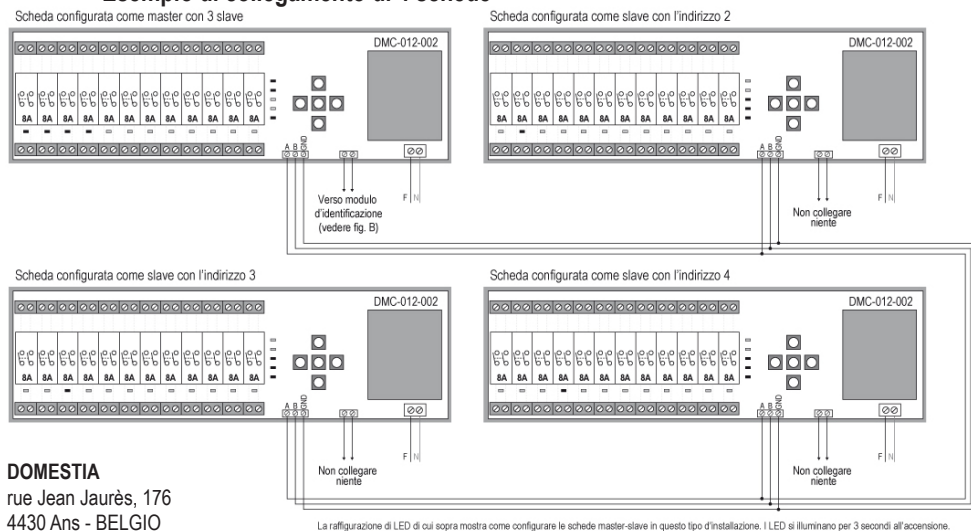 Esempio di collegamento di 4 schede
Scheda configurata come master con 3 slave
DMC-012-002
8A 8A 8A 8A 8A 8A 8A 8A 8A 8A 8A
A B GND
Verso modulo
d'identificazione
(vedere fig. B)
F N
Scheda configurata come slave con l'indirizzo 2
DMC-012-002
8A 8A 8A 8A 8A 8A 8A 8A 8A 8A 8A
A B GND
Non collegare
niente
F N
Scheda configurata come slave con l'indirizzo 3
DMC-012-002
8A 8A 8A 8A 8A 8A 8A 8A 8A 8A 8A
A B GND
Non collegare
niente
F N
Scheda configurata come slave con l'indirizzo 4
DMC-012-002
8A 8A 8A 8A 8A 8A 8A 8A 8A 8A 8A
A B GND
Non collegare
niente
F N
DOMESTIA
rue Jean Jaurès, 176
4430 Ans - BELGIO
La raffigurazione di LED di cui sopra mostra come configurare le schede master-slave in questo tipo d'installazione. I LED si illuminano per 3 secondi all'accensione.